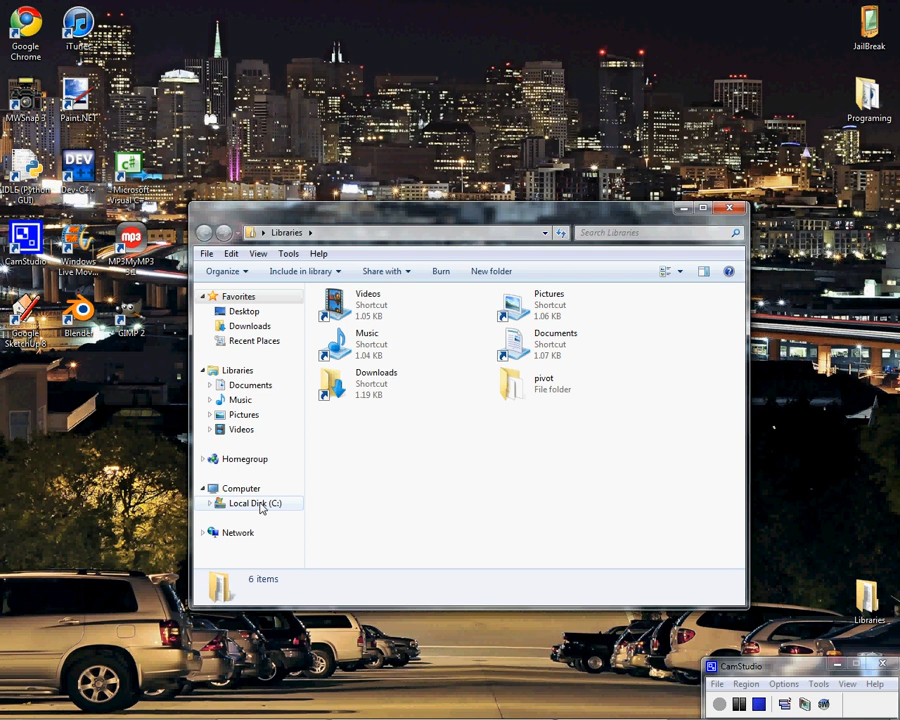 Google
Chrome
iTunes
JailBreak
MWSnap 3
Paint.NET
Programing
IDLE (Python
GUI)
DEV
Dev-C++
Microsoft
Visual C+
CamStudio
Windows
Live Mov...
mp3
MP3MyMP3
3.0
Google
SketchUp 8
Blender
GIMP 2
Libraries
Search Libraries
File Edit View Tools Help
Organize Include in library Share with Burn New folder
Favorites
Desktop
Downloads
Recent Places
Libraries
Documents
Music
Pictures
Videos
Homegroup
Computer
Local Disk (C:)
Network
Videos
Shortcut
1.05 KB
Pictures
Shortcut
1.06 KB
Music
Shortcut
1.04 KB
Documents
Shortcut
1.07 KB
Downloads
Shortcut
1.19 KB
pivot
File folder
6 items
Libraries
CamStudio
File Region Options Tools View Help